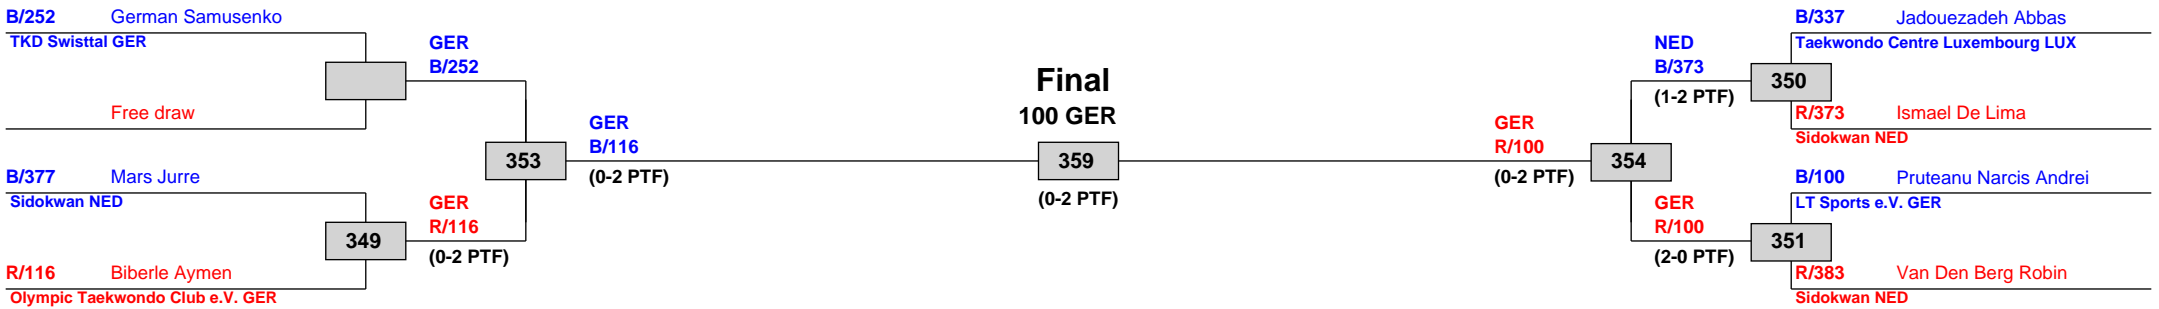 B/252 German Samusenko
TKD Swisttal GER
Free draw
B/377 Mars Jurre
Sidokwan NED
349
R/116 Biberle Aymen
Olympic Taekwondo Club e.V. GER
GER
B/252
353
GER
R/116
(0-2 PTF)
GER
B/116
(0-2 PTF)
Final
100 GER
359
(0-2 PTF)
GER
R/100
(0-2 PTF)
354
NED
B/373
(1-2 PTF)
GER
R/100
(2-0 PTF)
B/337 Jadouezadeh Abbas
Taekwondo Centre Luxembourg LUX
350
R/373 Ismael De Lima
Sidokwan NED
B/100 Pruteanu Narcis Andrei
LT Sports e.V. GER
351
R/383 Van Den Berg Robin
Sidokwan NED